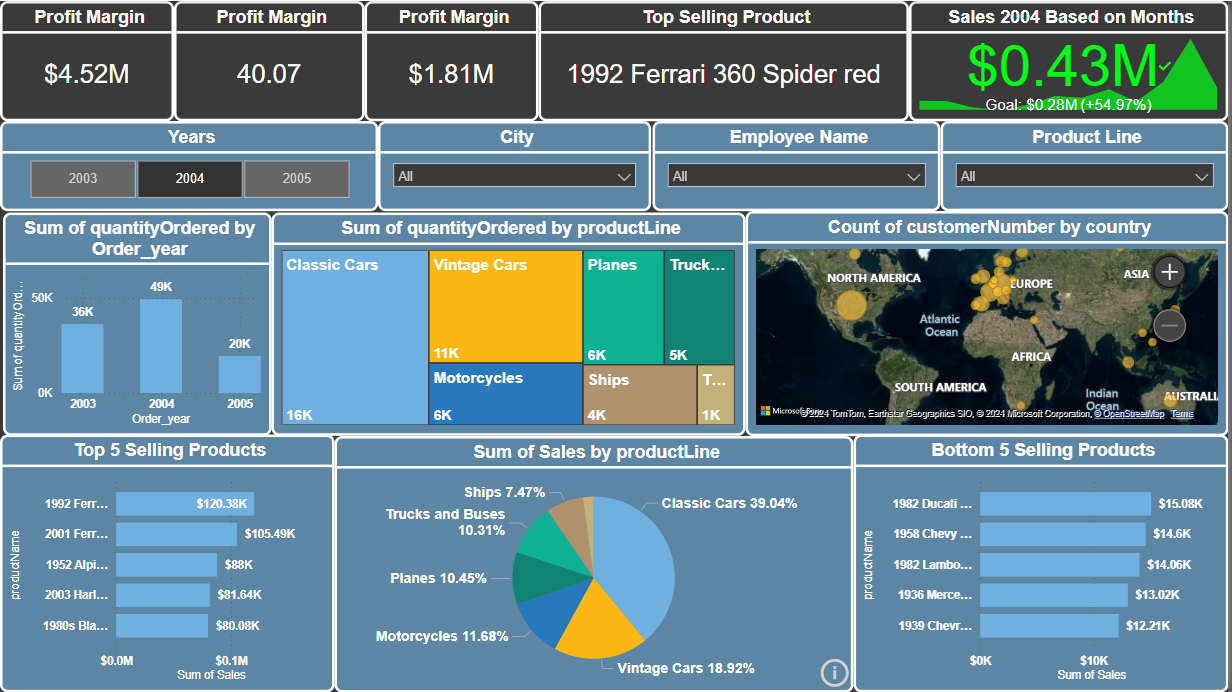 Profit Margin
$4.52M
Profit Margin
40.07
Profit Margin
$1.81M
Top Selling Product
1992 Ferrari 360 Spider red
Sales 2004 Based on Months
$0.43M
Goal: $0.28M (+54.97%)
Years
2003
2004
2005
City
All
Employee Name
All
Product Line
All
Sum of quantityOrdered by
Order_year
Sum of quantityOrd...
50K
0K
36K
49K
20K
2003
2004
2005
Order_year
Sum of quantityOrdered by productLine
Classic Cars
16K
Vintage Cars
11K
Motorcycles
6K
Planes
6K
Truck...
5K
Ships
4K
T...
1K
Count of customerNumber by country
NORTH AMERICA
EUROPE
ASIA
Atlantic
Ocean
AFRICA
SOUTH AMERICA
Indian
Ocean
AUSTRALI
©2024 TomTom, Earthstar Geographics SIO, © 2024 Microsoft Corporation, © OpenStreetMap Terms
Top 5 Selling Products
productName
1992 Ferr...
$120.38K
2001 Ferr...
$105.49K
1952 Alpi...
$88K
2003 Harl...
$81.64K
1980s Bla...
$80.08K
$0.0M
$0.1M
Sum of Sales
Sum of Sales by productLine
Ships 7.47%
Classic Cars 39.04%
Trucks and Buses
10.31%
Planes 10.45%
Motorcycles 11.68%
Vintage Cars 18.92%
Bottom 5 Selling Products
productName
1982 Ducati ...
$15.08K
1958 Chevy ...
$14.6K
1982 Lambo...
$14.06K
1936 Merce...
$13.02K
1939 Chevr...
$12.21K
$0K
$10K
Sum of Sales